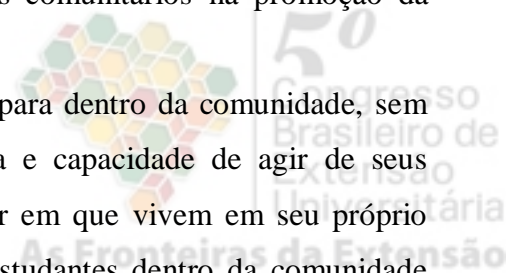 s comunitários na promoção da
para dentro da comunidade, sem
a e capacidade de agir de seus
r em que vivem em seu próprio
studantes dentro da comunidade
5º
Congresso
Brasileiro de
Extensão
Universitária
As Fronteiras da Extensão